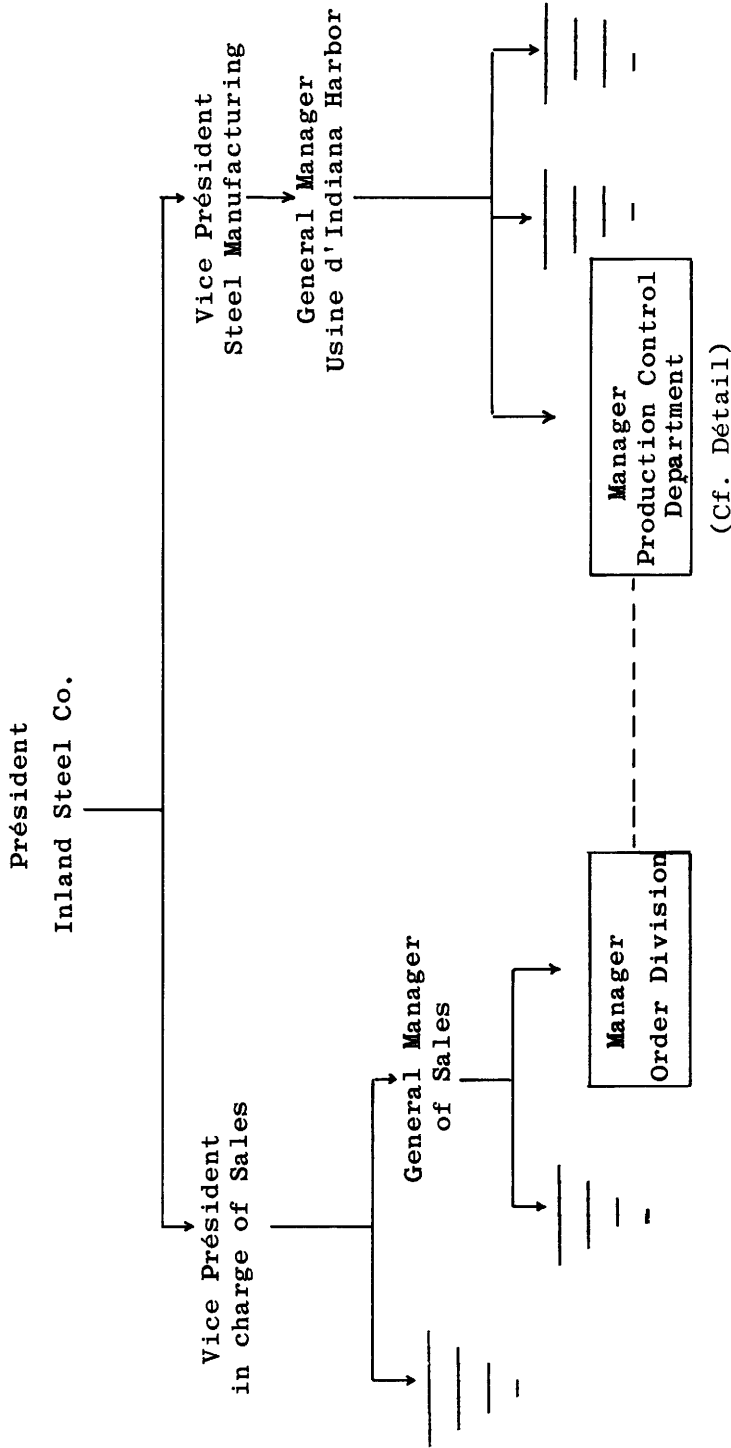 Président
Inland Steel Co.
Vice Président
in charge of Sales
Vice Président
Steel Manufacturing
General Manager
Usine d'Indiana Harbor
General Manager
of Sales
Manager
Order Division
Manager
Production Control
Department
(Cf. Détail)